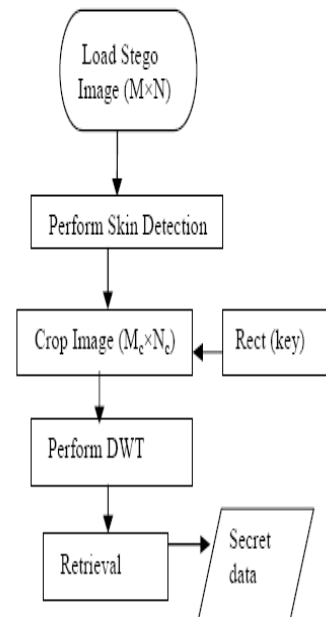 Load Stego
Image (M×N)
Perform Skin Detection
Crop Image (Mc×Nc)
Rect (key)
Perform DWT
Retrieval
Secret
data